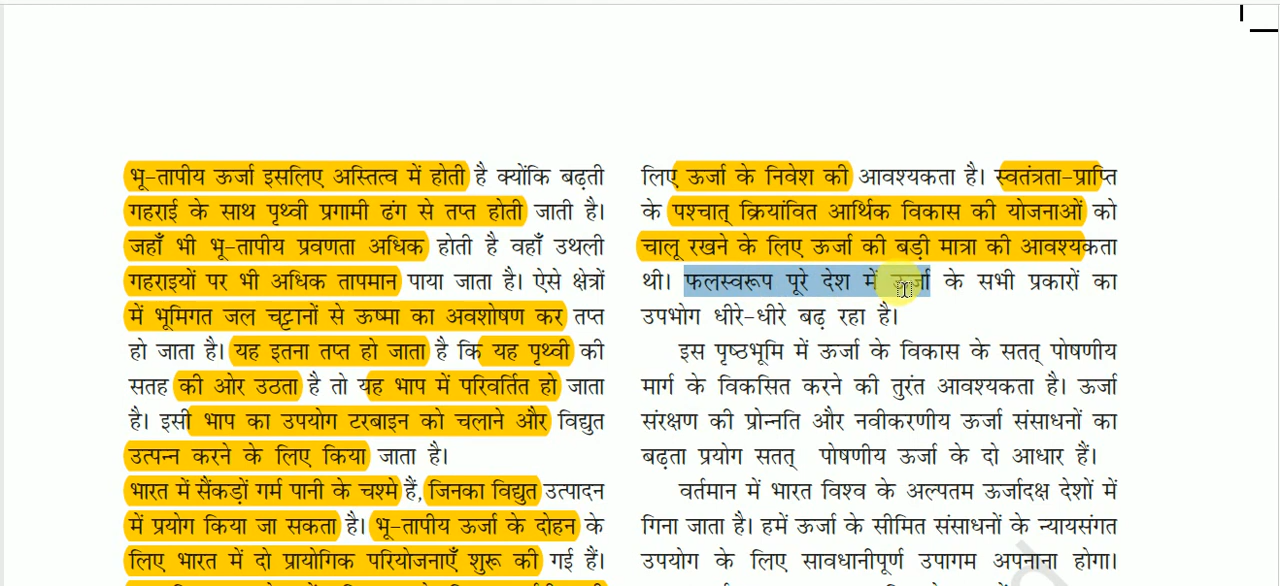 भू-तापीय ऊर्जा इसलिए अस्तित्व में होती है क्योंकि बढ़ती
गहराई के साथ पृथ्वी प्रगामी ढंग से तप्त होती जाती है।
जहाँ भी भू-तापीय प्रवणता अधिक होती है वहाँ उथली
गहराइयों पर भी अधिक तापमान पाया जाता है। ऐसे क्षेत्रों
में भूमिगत जल चट्टानों से ऊष्मा का अवशोषण कर तप्त
हो जाता है। यह इतना तप्त हो जाता है कि यह पृथ्वी की
सतह की ओर उठता है तो यह भाप में परिवर्तित हो जाता
है। इसी भाप का उपयोग टरबाइन को चलाने और विद्युत
उत्पन्न करने के लिए किया जाता है।
भारत में सैंकड़ों गर्म पानी के चश्मे हैं, जिनका विद्युत उत्पादन
में प्रयोग किया जा सकता है। भू-तापीय ऊर्जा के दोहन के
लिए भारत में दो प्रायोगिक परियोजनाएँ शुरू की गई हैं।
लिए ऊर्जा के निवेश की आवश्यकता है। स्वतंत्रता-प्राप्ति
के पश्चात् क्रियांवित आर्थिक विकास की योजनाओं को
चालू रखने के लिए ऊर्जा की बड़ी मात्रा की आवश्यकता
थी। फलस्वरूप पूरे देश में ऊर्जा के सभी प्रकारों का
उपभोग धीरे-धीरे बढ़ रहा है।
इस पृष्ठभूमि में ऊर्जा के विकास के सतत् पोषणीय
मार्ग के विकसित करने की तुरंत आवश्यकता है। ऊर्जा
संरक्षण की प्रोन्नति और नवीकरणीय ऊर्जा संसाधनों का
बढ़ता प्रयोग सतत् पोषणीय ऊर्जा के दो आधार हैं।
वर्तमान में भारत विश्व के अल्पतम ऊर्जादक्ष देशों में
गिना जाता है। हमें ऊर्जा के सीमित संसाधनों के न्यायसंगत
उपयोग के लिए सावधानीपूर्ण उपागम अपनाना होगा।